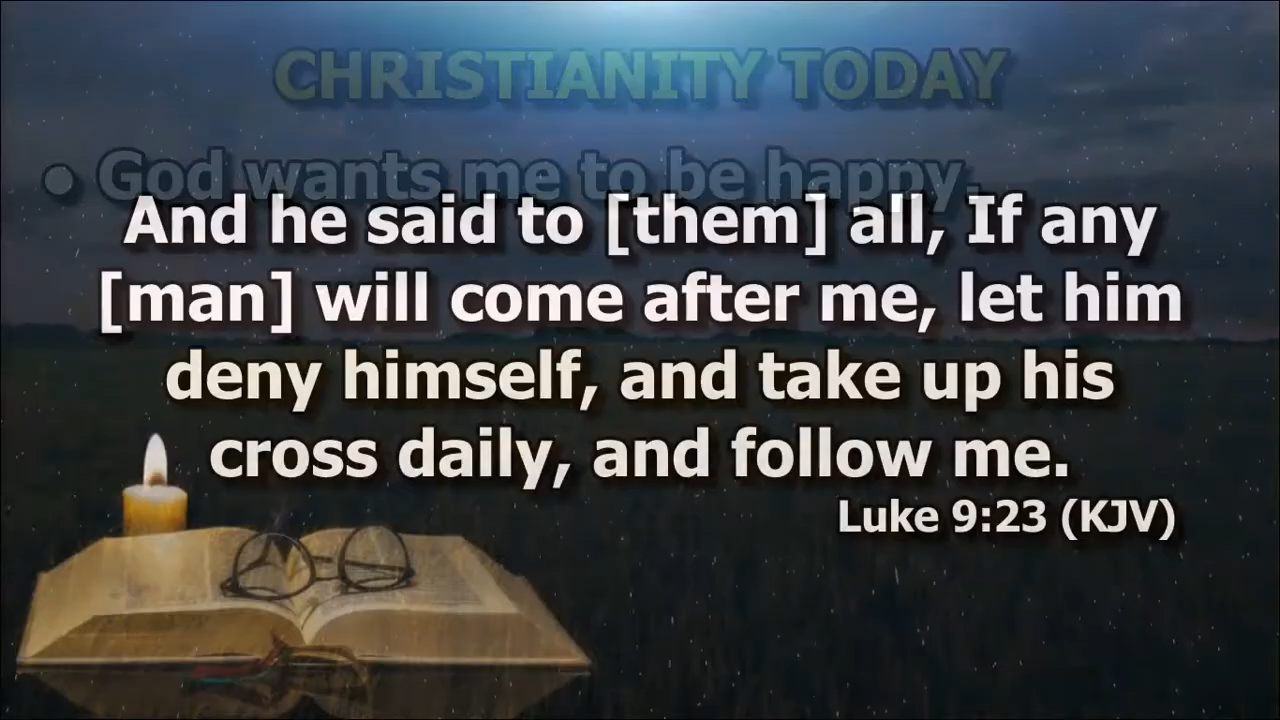 CHRISTIANITY TODAY
• God wants me to be happy.
And he said to [them] all, If any
[man] will come after me, let him
deny himself, and take up his
cross daily, and follow me.
Luke 9:23 (KJV)